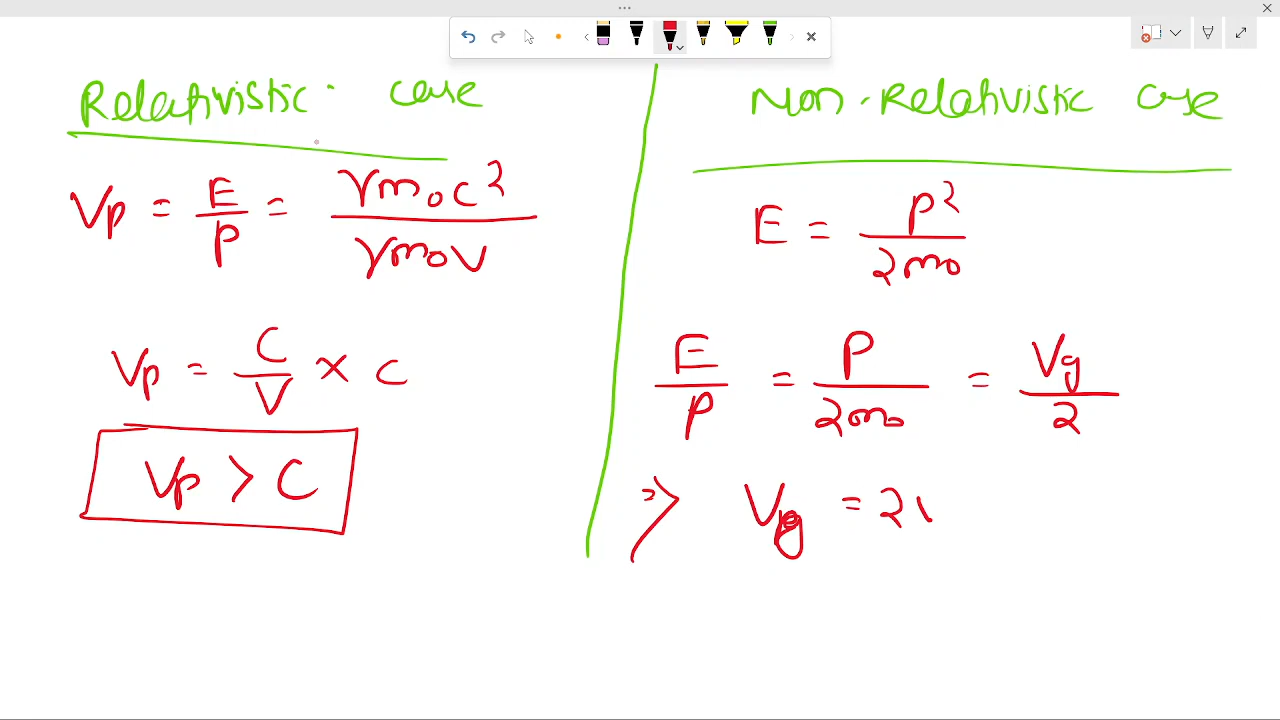 Relativistic case
Vp = E/p = γm₀c²/γm₀v
Vp = C/V × c
Vp > C
Non-Relativistic case
E = p²/2m₀
E/p = P/2m₀ = Vg/2
⇒ Vg = 2